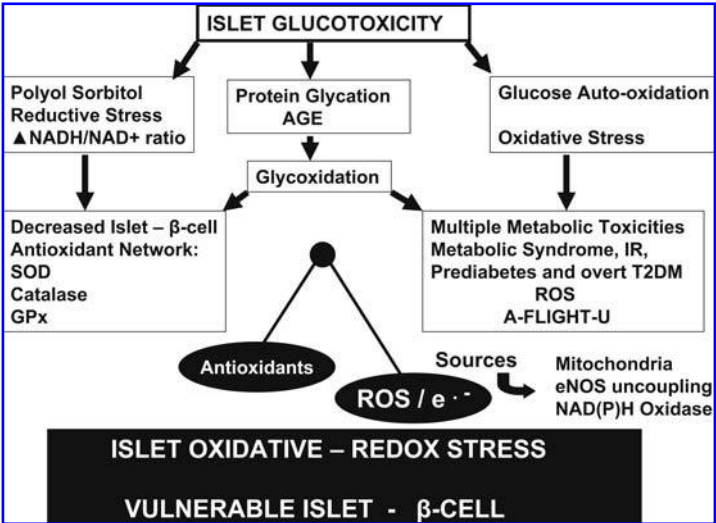 ISLET GLUCOTOXICITY
Polyol Sorbitol
Reductive Stress
▲NADH/NAD+ ratio
Protein Glycation
AGE
Glucose Auto-oxidation
Oxidative Stress
Glycoxidation
Decreased Islet – β-cell
Antioxidant Network:
SOD
Catalase
GPx
Multiple Metabolic Toxicities
Metabolic Syndrome, IR,
Prediabetes and overt T2DM
ROS
A-FLIGHT-U
Antioxidants
ROS / e · -
Sources
Mitochondria
eNOS uncoupling
NAD(P)H Oxidase
ISLET OXIDATIVE – REDOX STRESS
VULNERABLE ISLET - β-CELL